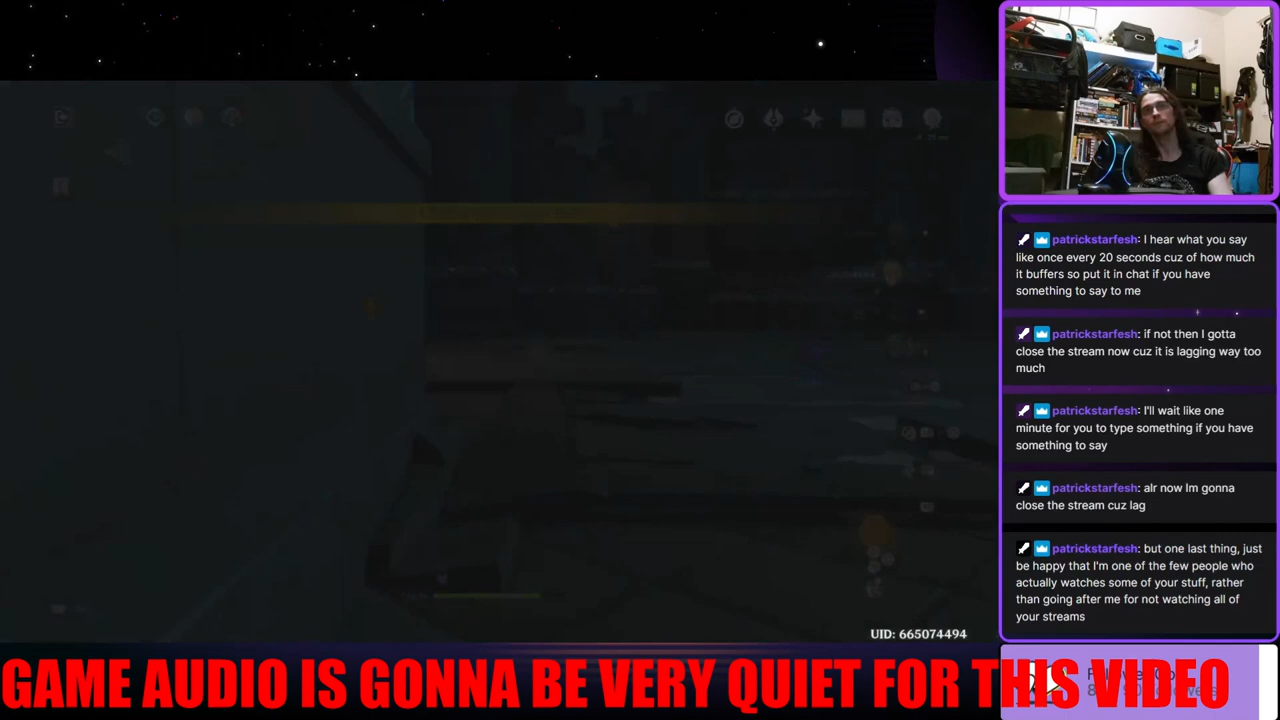 patrickstarfesh: I hear what you say
like once every 20 seconds cuz of how much
it buffers so put it in chat if you have
something to say to me
patrickstarfesh: if not then I gotta
close the stream now cuz it is lagging way too
much
patrickstarfesh: I'll wait like one
minute for you to type something if you have
something to say
patrickstarfesh: alr now Im gonna
close the stream cuz lag
patrickstarfesh: but one last thing, just
be happy that I'm one of the few people who
actually watches some of your stuff, rather
than going after me for not watching all of
your streams
UID: 665074494
GAME AUDIO IS GONNA BE VERY QUIET FOR THIS VIDEO